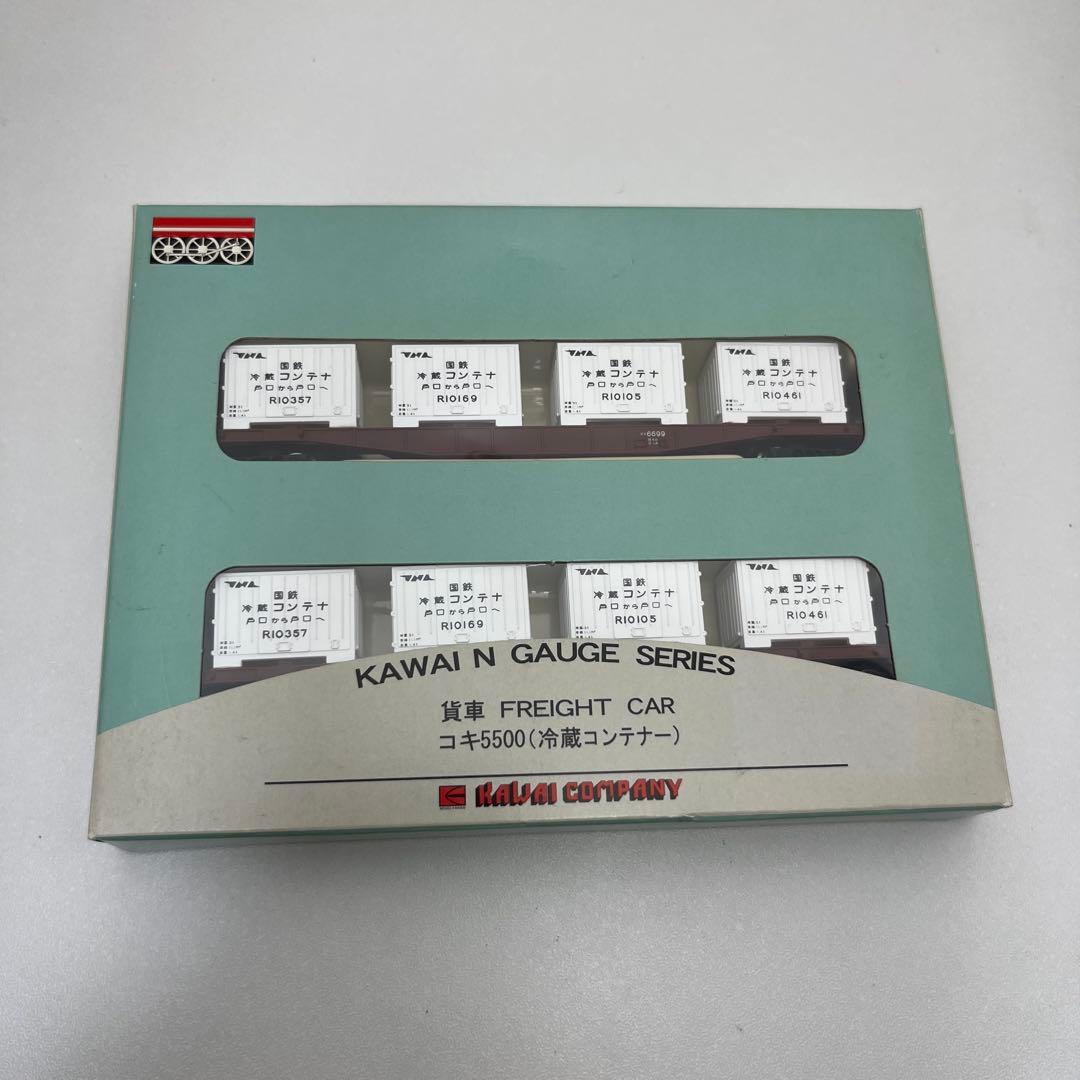 国鉄
冷蔵コンテナ
戸口から戸口へ
R10357
国鉄
冷蔵コンテナ
戸口から戸口へ
R10169
国鉄
冷蔵コンテナ
戸口から戸口へ
R10105
国鉄
冷蔵コンテナ
戸口から戸口へ
R10461
6699
国鉄
冷蔵コンテナ
戸口から戸口へ
R10357
国鉄
冷蔵コンテナ
戸口から戸口へ
R10169
国鉄
冷蔵コンテナ
戸口から戸口へ
R10105
国鉄
冷蔵コンテナ
戸口から戸口へ
R10461
KAWAI N GAUGE SERIES
貨車 FREIGHT CAR
コキ5500(冷蔵コンテナー)
KAWAI COMPANY